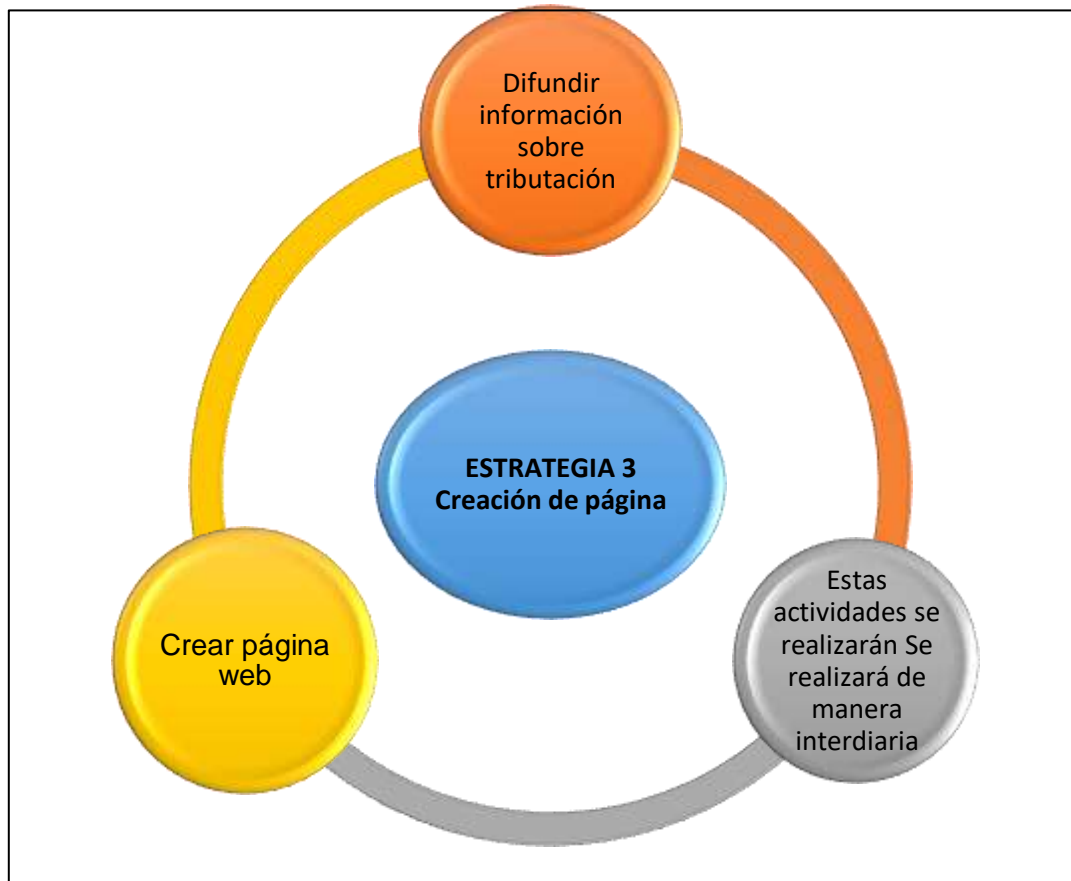 Difundir
información
sobre
tributación
ESTRATEGIA 3
Creación de página
Crear página
web
Estas
actividades se
realizarán Se
realizará de
manera
interdiaria